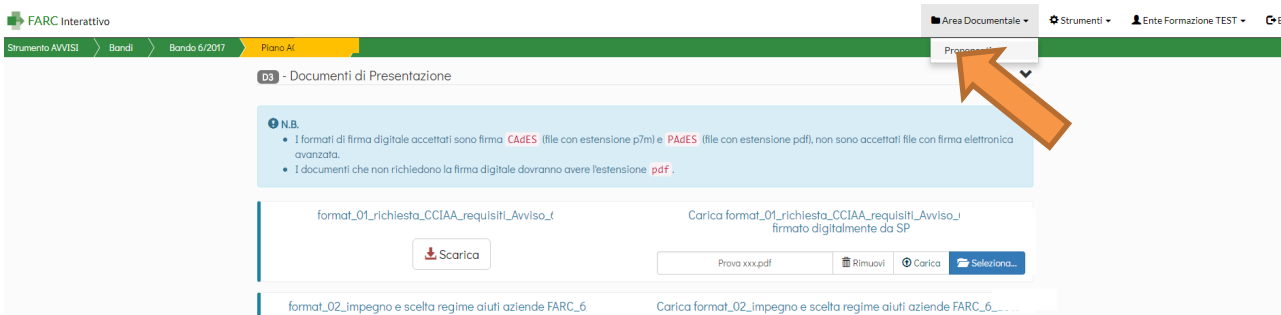 FARC Interattivo
Area Documentale
Strumenti
Ente Formazione TEST
Strumento AVVISI
Bandi
Bando 6/2017
Plano
D3 - Documenti di Presentazione
N.B.
I formati di firma digitale accettati sono firma CAdES (file con estensione p7m) e PAdES (file con estensione pdf), non sono accettati file con firma elettronica
avanzata.
I documenti che non richiedono la firma digitale dovranno avere l'estensione pdf .
format_01_richiesta_CCIAA_requisiti_Avviso_
Carica format_01_richiesta_CCIAA_requisiti_Avviso_
firmato digitalmente da SP
Scarica
Prova xxx.pdf
Rimuovi
Carica
Seleziona...
format_02_impegno e scelta regime aiuti aziende FARC_6
Carica format_02_impegno e scelta regime aiuti aziende FARC_6_